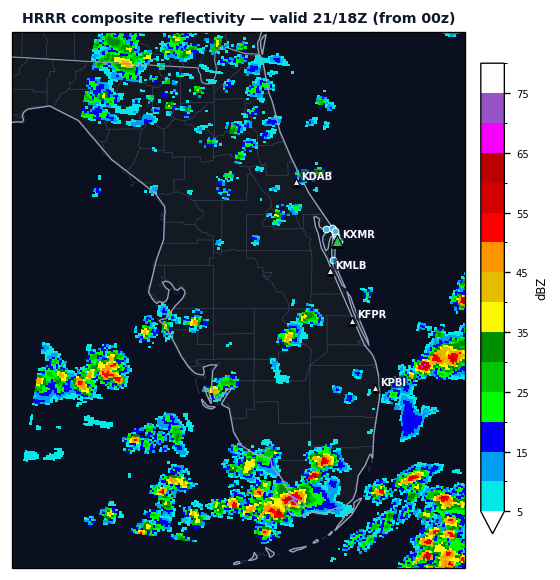 HRRR composite reflectivity — valid 21/18Z (from 00z)
75
65
55
45
35
25
15
5
dBZ
KDAB
KXMR
KMLB
KFPR
KPBI